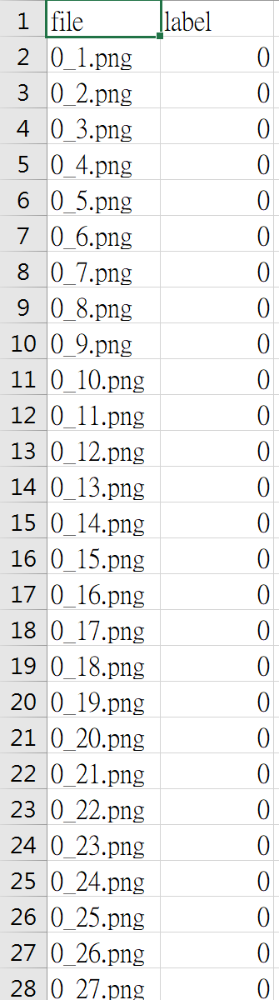 1 file label
2 0_1.png 0
3 0_2.png 0
4 0_3.png 0
5 0_4.png 0
6 0_5.png 0
7 0_6.png 0
8 0_7.png 0
9 0_8.png 0
10 0_9.png 0
11 0_10.png 0
12 0_11.png 0
13 0_12.png 0
14 0_13.png 0
15 0_14.png 0
16 0_15.png 0
17 0_16.png 0
18 0_17.png 0
19 0_18.png 0
20 0_19.png 0
21 0_20.png 0
22 0_21.png 0
23 0_22.png 0
24 0_23.png 0
25 0_24.png 0
26 0_25.png 0
27 0_26.png 0
28 0_27.png 0